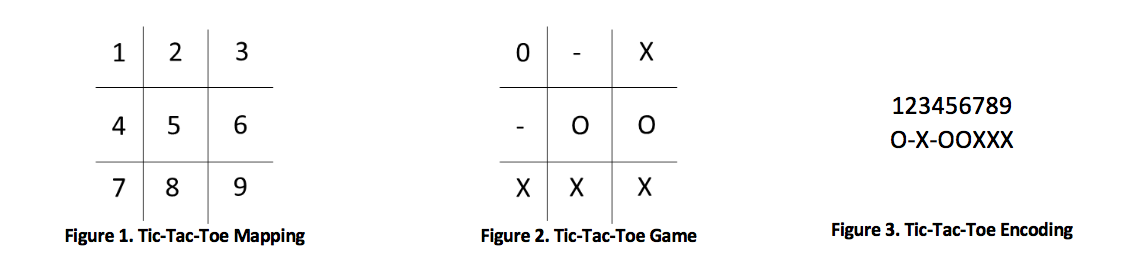 1 2 3
4 5 6
7 8 9
Figure 1. Tic-Tac-Toe Mapping
0 - X
- O O
X X X
Figure 2. Tic-Tac-Toe Game
123456789
O-X-OOXXX
Figure 3. Tic-Tac-Toe Encoding